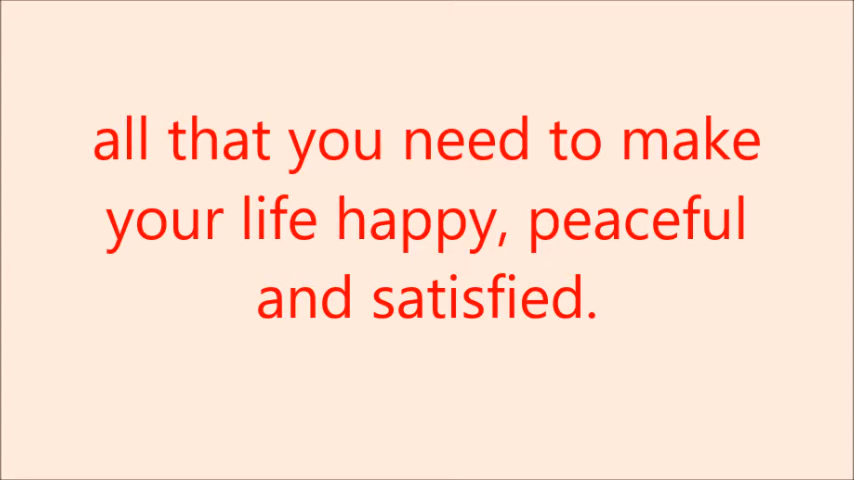 all that you need to make
your life happy, peaceful
and satisfied.